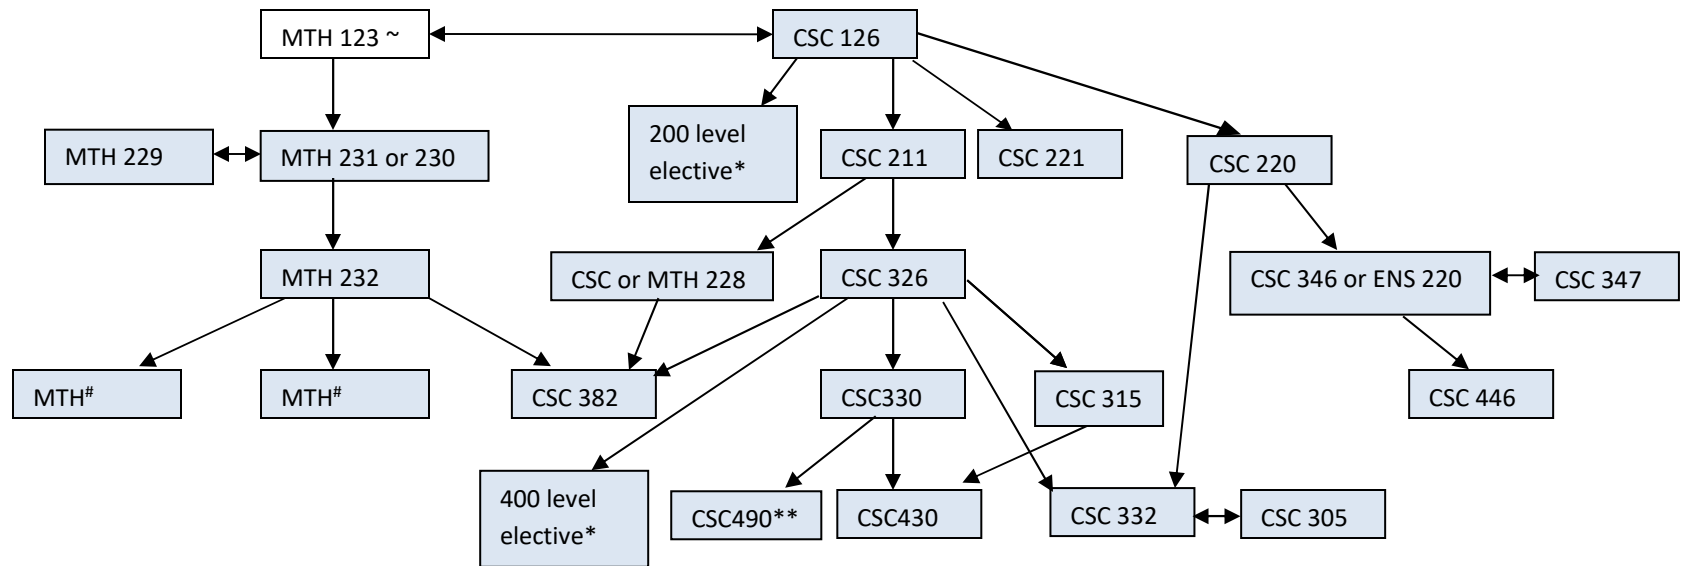 MTH 123 ~
CSC 126
MTH 229
MTH 231 or 230
200 level
elective*
CSC 211
CSC 221
CSC 220
MTH 232
CSC or MTH 228
CSC 326
CSC 346 or ENS 220
CSC 347
MTH#
MTH#
CSC 382
CSC330
CSC 315
CSC 446
400 level
elective*
CSC490**
CSC430
CSC 332
CSC 305